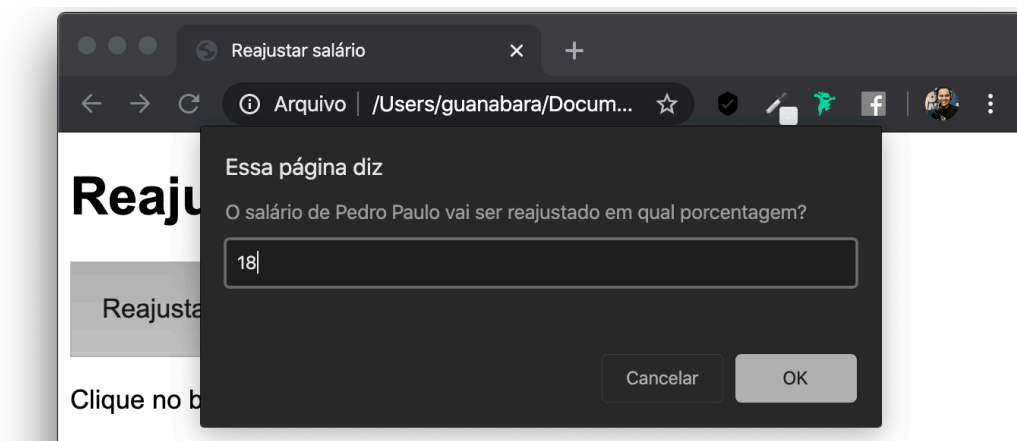 Reajustar salário
Arquivo | /Users/guanabara/Docum...
Essa página diz
Reaju
O salário de Pedro Paulo vai ser reajustado em qual porcentagem?
18
Reajusta
Cancelar OK
Clique no b